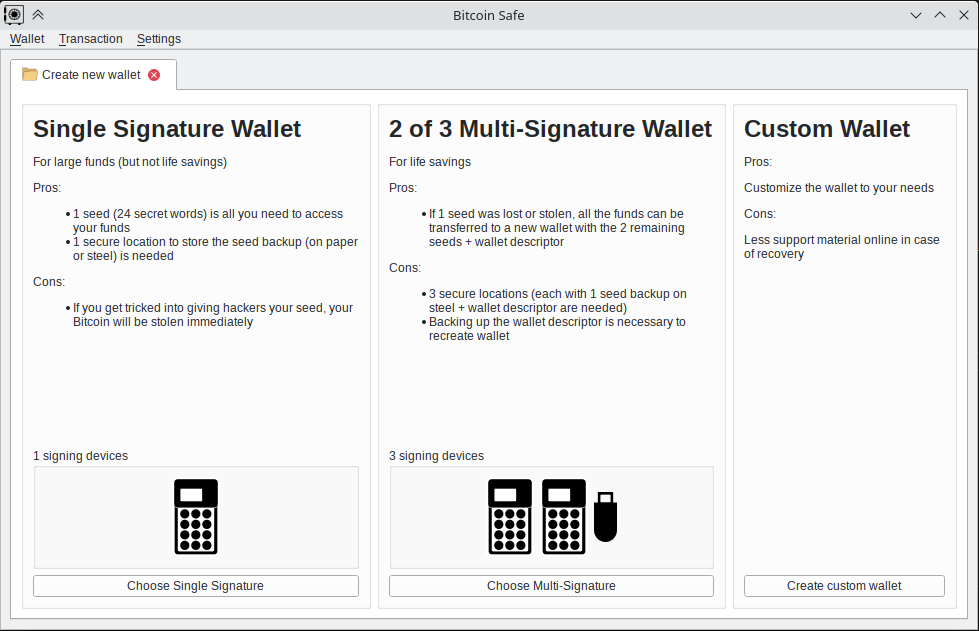 Bitcoin Safe
Wallet Transaction Settings
Create new wallet
Single Signature Wallet
For large funds (but not life savings)
Pros:
• 1 seed (24 secret words) is all you need to access
your funds
• 1 secure location to store the seed backup (on paper
or steel) is needed
Cons:
• If you get tricked into giving hackers your seed, your
Bitcoin will be stolen immediately
1 signing devices
Choose Single Signature
2 of 3 Multi-Signature Wallet
For life savings
Pros:
• If 1 seed was lost or stolen, all the funds can be
transferred to a new wallet with the 2 remaining
seeds + wallet descriptor
Cons:
• 3 secure locations (each with 1 seed backup on
steel + wallet descriptor are needed)
• Backing up the wallet descriptor is necessary to
recreate wallet
3 signing devices
Choose Multi-Signature
Custom Wallet
Pros:
Customize the wallet to your needs
Cons:
Less support material online in case
of recovery
Create custom wallet